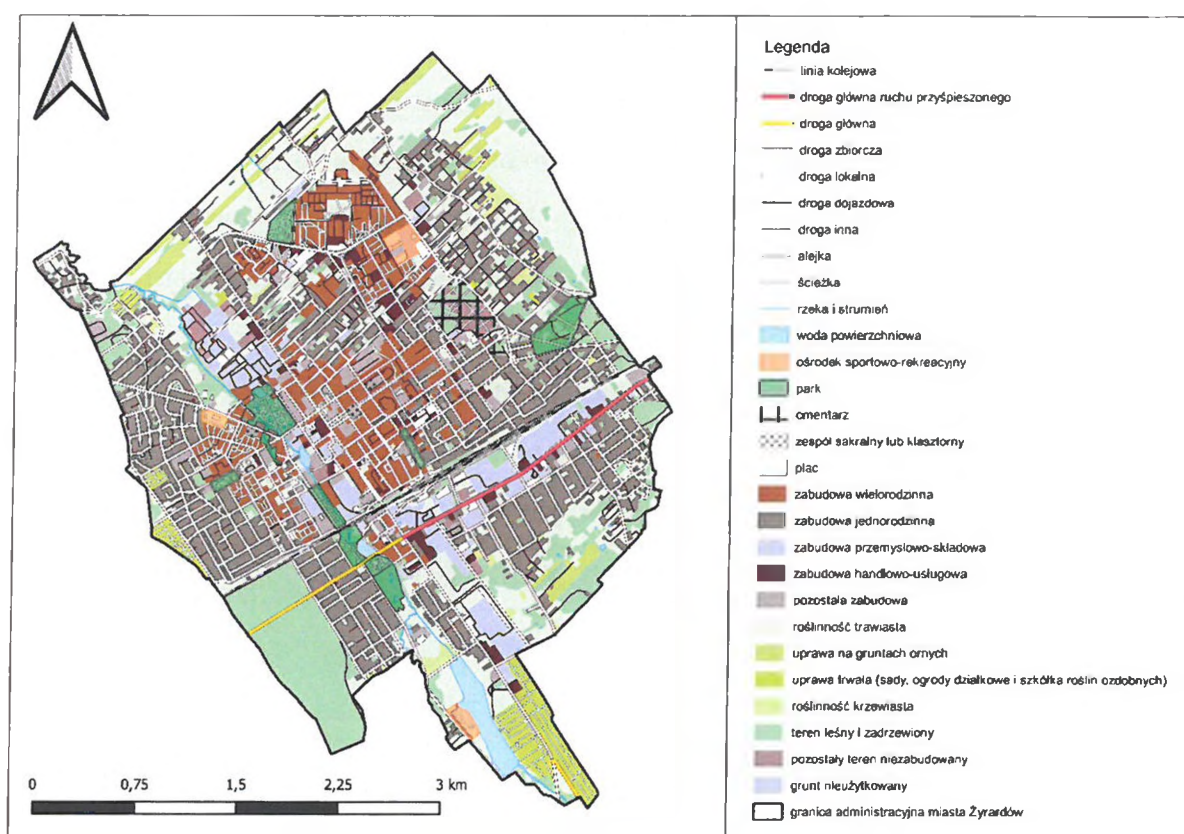 Legenda
linia kolejowa
droga główna ruchu przyśpieszonego
droga główna
droga zbiorcza
droga lokalna
droga dojazdowa
droga inna
alejka
ścieżka
rzeka i strumień
woda powierzchniowa
ośrodek sportowo-rekreacyjny
park
cmentarz
zespół sakralny lub klasztorny
plac
zabudowa wielorodzinna
zabudowa jednorodzinna
zabudowa przemysłowo-składowa
zabudowa handlowo-usługowa
pozostała zabudowa
roślinność trawiasta
uprawa na gruntach ornych
uprawa trwała (sady, ogrody działkowe i szkółka roślin ozdobnych)
roślinność krzewiasta
teren leśny i zadrzewiony
pozostały teren niezabudowany
grunt nieużytkowany
granica administracyjna miasta Żyrardów
0 0,75 1,5 2,25 3 km